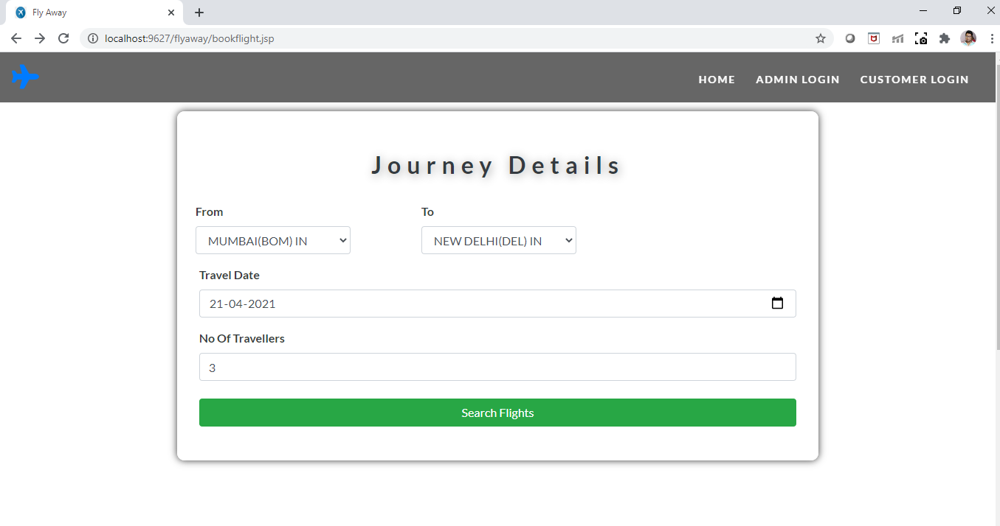 Fly Away
localhost:9627/flyaway/bookflight.jsp
HOME ADMIN LOGIN CUSTOMER LOGIN
Journey Details
From To
MUMBAI(BOM) IN NEW DELHI(DEL) IN
Travel Date
21-04-2021
No Of Travellers
3
Search Flights